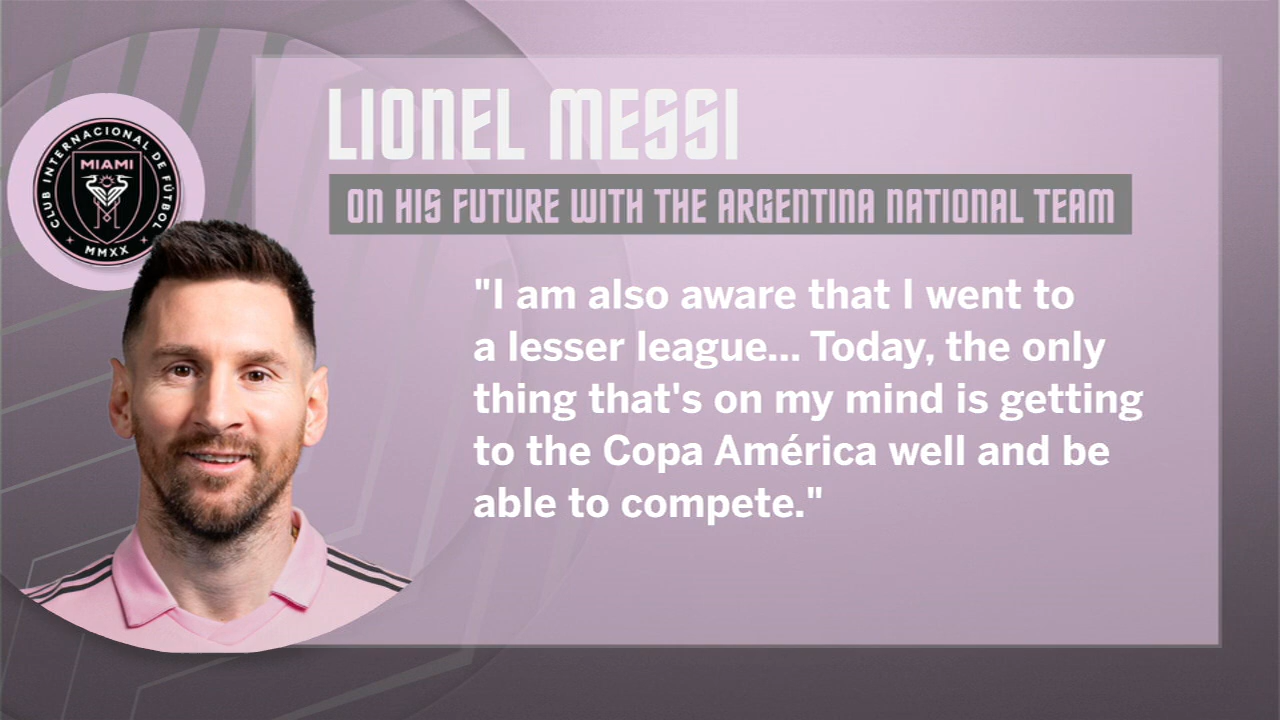 CLUB INTERNACIONAL DE FÚTBOL
MIAMI
MMXX
LIONEL MESSI
ON HIS FUTURE WITH THE ARGENTINA NATIONAL TEAM
"I am also aware that I went to
a lesser league... Today, the only
thing that's on my mind is getting
to the Copa América well and be
able to compete."